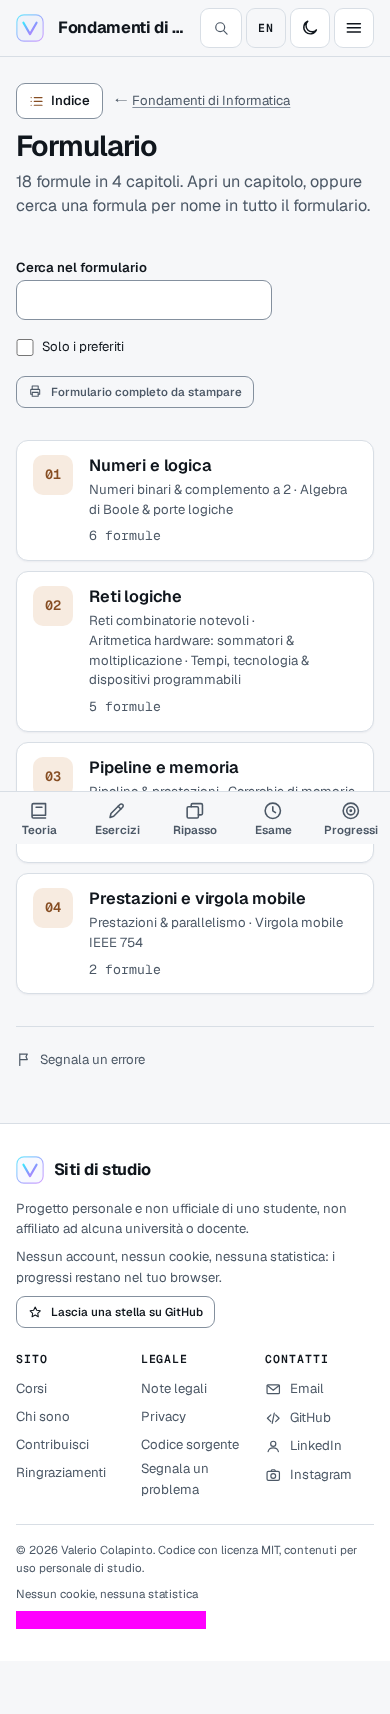 Fondamenti di ...
EN
Indice
← Fondamenti di Informatica
Formulario
18 formule in 4 capitoli. Apri un capitolo, oppure
cerca una formula per nome in tutto il formulario.
Cerca nel formulario
Solo i preferiti
Formulario completo da stampare
01
Numeri e logica
Numeri binari & complemento a 2 · Algebra
di Boole & porte logiche
6 formule
02
Reti logiche
Reti combinatorie notevoli ·
Aritmetica hardware: sommatori &
moltiplicazione · Tempi, tecnologia &
dispositivi programmabili
5 formule
03
Pipeline e memoria
Pipeline & prestazioni · Gerarchie di memoria
Teoria
Esercizi
Ripasso
Esame
Progressi
04
Prestazioni e virgola mobile
Prestazioni & parallelismo · Virgola mobile
IEEE 754
2 formule
Segnala un errore
Siti di studio
Progetto personale e non ufficiale di uno studente, non
affiliato ad alcuna università o docente.
Nessun account, nessun cookie, nessuna statistica: i
progressi restano nel tuo browser.
Lascia una stella su GitHub
SITO
Corsi
Chi sono
Contribuisci
Ringraziamenti
LEGALE
Note legali
Privacy
Codice sorgente
Segnala un
problema
CONTATTI
Email
GitHub
LinkedIn
Instagram
© 2026 Valerio Colapinto. Codice con licenza MIT, contenuti per
uso personale di studio.
Nessun cookie, nessuna statistica